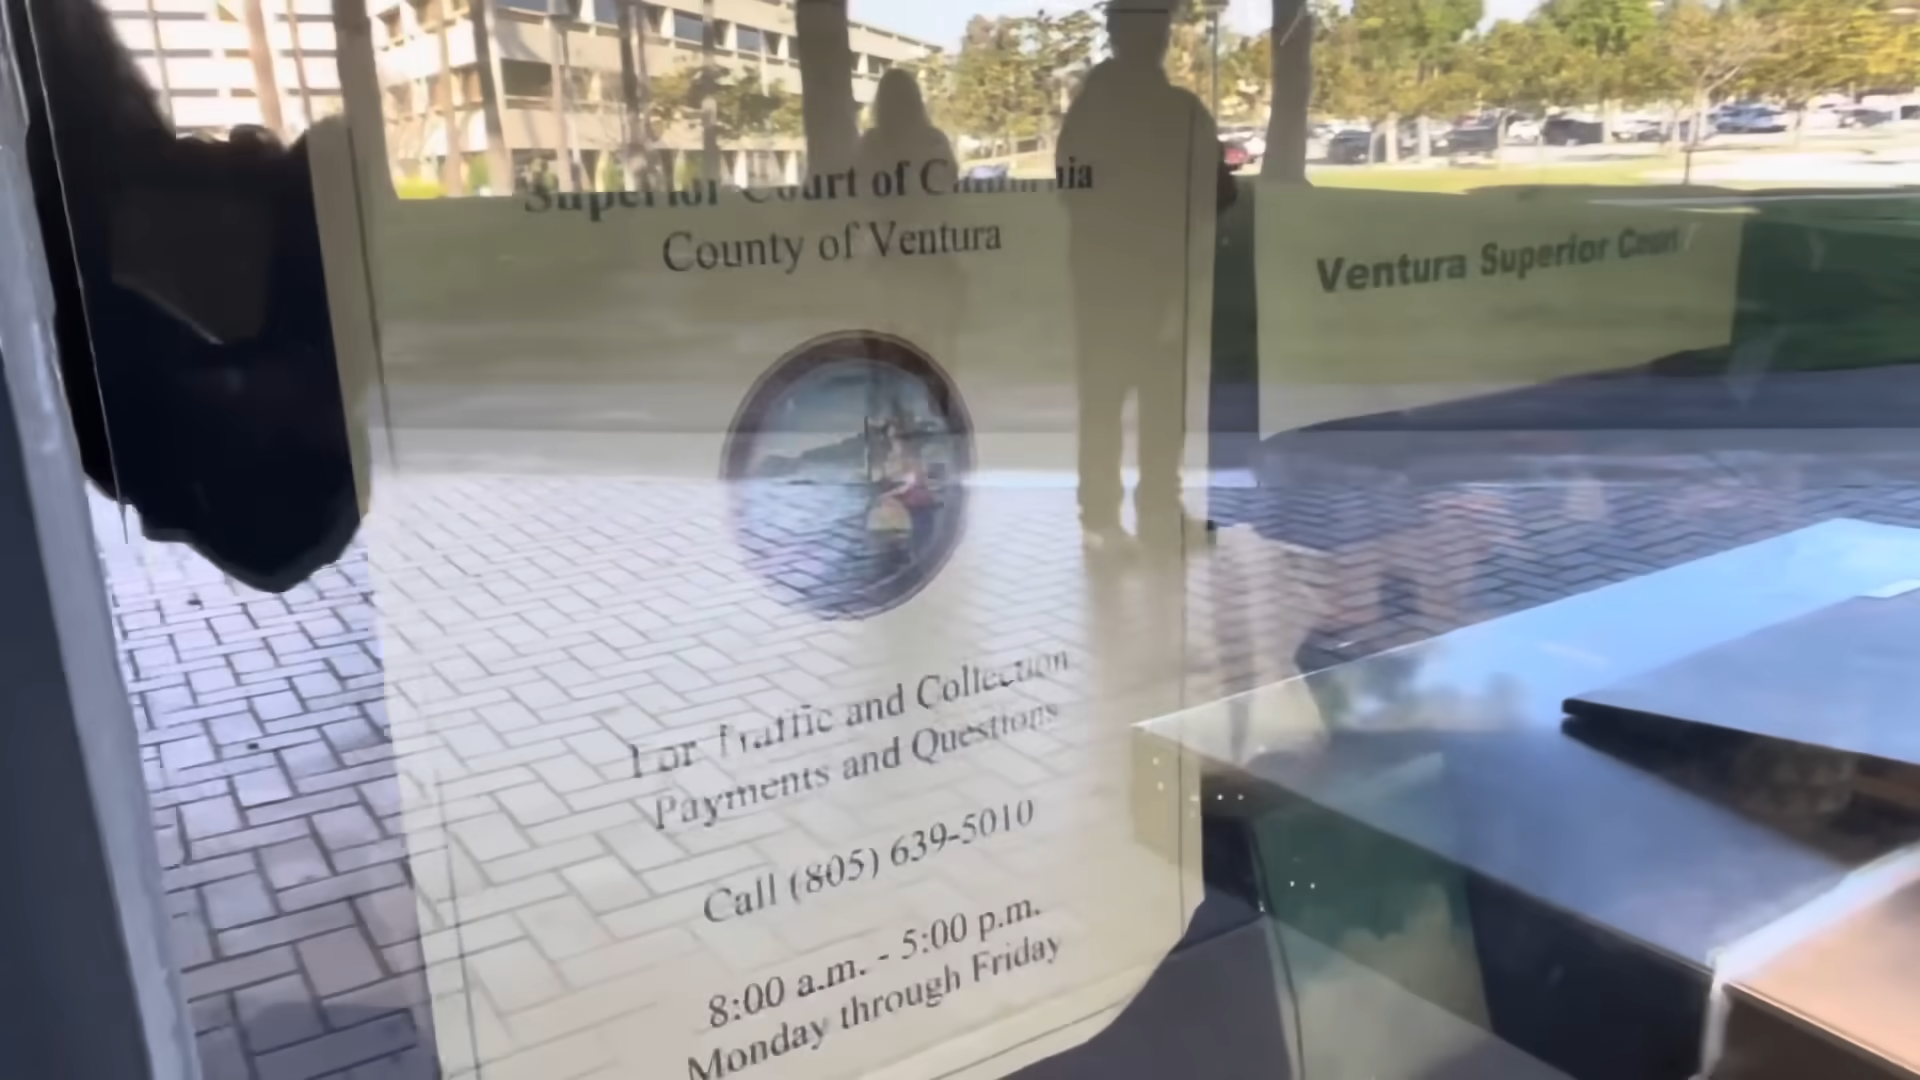 Superior Court of California
County of Ventura
For Traffic and Collection
Payments and Questions
Call (805) 639-5010
8:00 a.m. - 5:00 p.m.
Monday through Friday
Ventura Superior Court